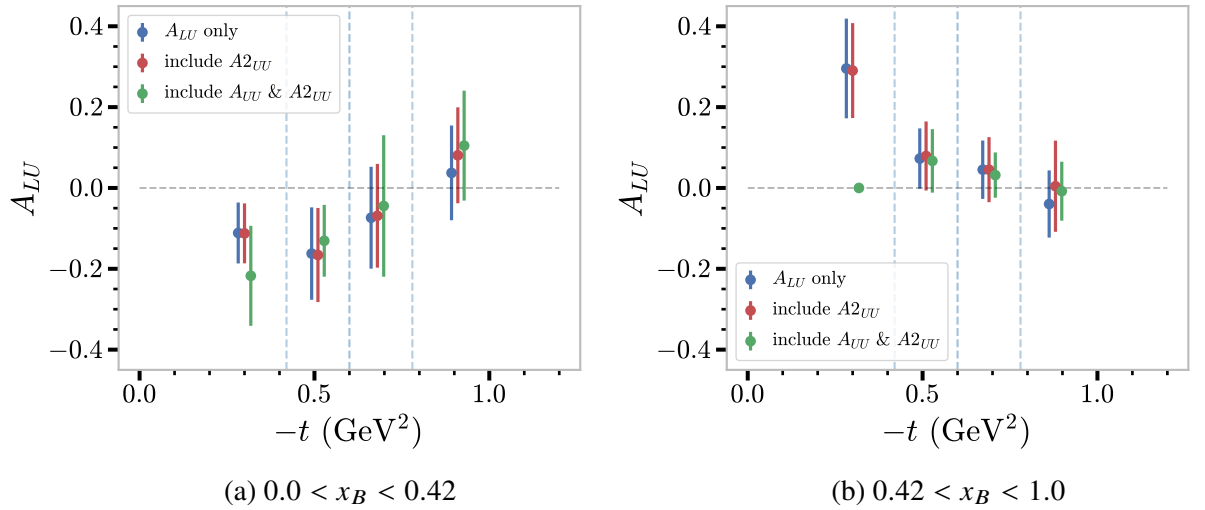 0.4
0.2
0.0
−0.2
−0.4
A_{LU}
A_{LU} only
include A2_{UU}
include A_{UU} & A2_{UU}
0.0 0.5 1.0
−t (GeV²)
(a) 0.0 < x_B < 0.42
0.4
0.2
0.0
−0.2
−0.4
A_{LU}
A_{LU} only
include A2_{UU}
include A_{UU} & A2_{UU}
0.0 0.5 1.0
−t (GeV²)
(b) 0.42 < x_B < 1.0